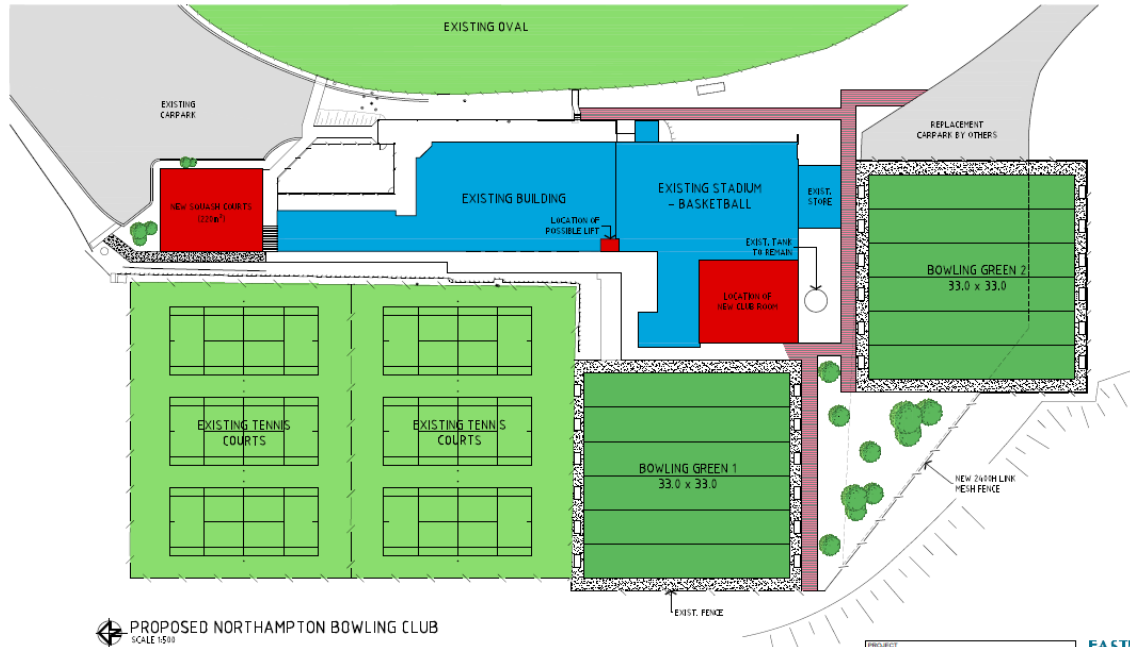 EXISTING OVAL
EXISTING
CARPARK
REPLACEMENT
CARPARK BY OTHERS
NEW SQUASH COURTS
(220m²)
EXISTING BUILDING
EXISTING STADIUM
- BASKETBALL
EXIST.
STORE
LOCATION OF
POSSIBLE LIFT
EXIST. TANK
TO REMAIN
LOCATION OF
NEW CLUB ROOM
BOWLING GREEN 2
33.0 x 33.0
EXISTING TENNIS
COURTS
EXISTING TENNIS
COURTS
BOWLING GREEN 1
33.0 x 33.0
NEW 2400H LINK
MESH FENCE
EXIST. FENCE
PROPOSED NORTHAMPTON BOWLING CLUB
SCALE 1:500
PROJECT